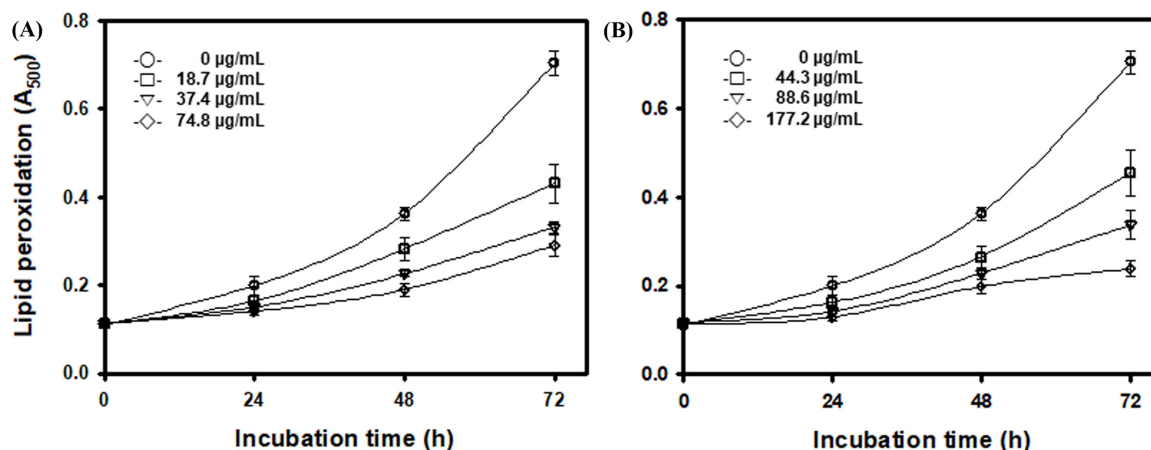 (A)
Lipid peroxidation (A500)
0.8
0.6
0.4
0.2
0.0
-O- 0 µg/mL
-□- 18.7 µg/mL
-▽- 37.4 µg/mL
-◇- 74.8 µg/mL
0 24 48 72
Incubation time (h)
(B)
0.8
0.6
0.4
0.2
0.0
-O- 0 µg/mL
-□- 44.3 µg/mL
-▽- 88.6 µg/mL
-◇- 177.2 µg/mL
0 24 48 72
Incubation time (h)